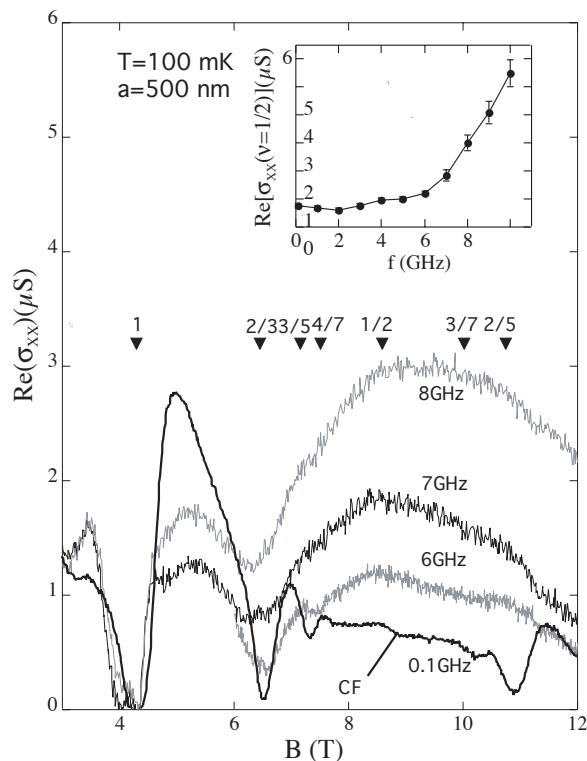 T=100 mK
a=500 nm
Re[σxx(ν=1/2)](μS)
6
5
4
3
2
1
0
0 2 4 6 8
f (GHz)
Re(σxx)(μS)
6
5
4
3
2
1
0
1 2/3 3/5 4/7 1/2 3/7 2/5
8GHz
7GHz
6GHz
0.1GHz
CF
4 6 8 10 12
B (T)